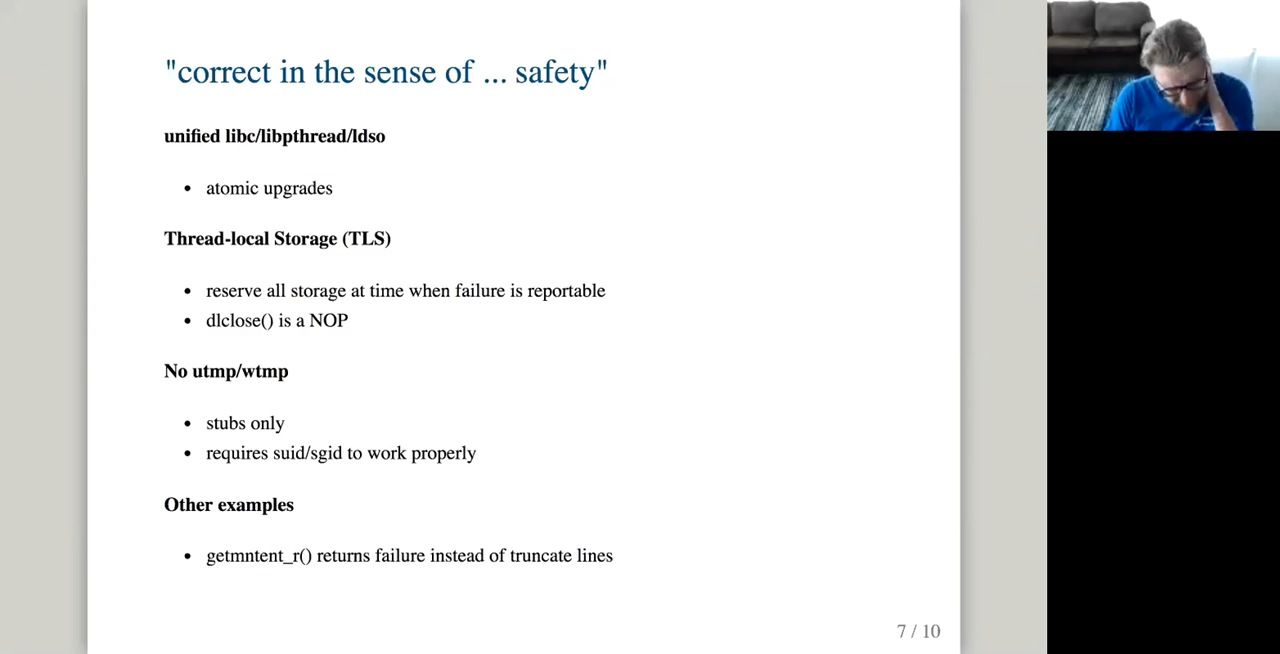 "correct in the sense of ... safety"
unified libc/libpthread/ldso
• atomic upgrades
Thread-local Storage (TLS)
• reserve all storage at time when failure is reportable
• dlclose() is a NOP
No utmp/wtmp
• stubs only
• requires suid/sgid to work properly
Other examples
• getmntent_r() returns failure instead of truncate lines
7 / 10